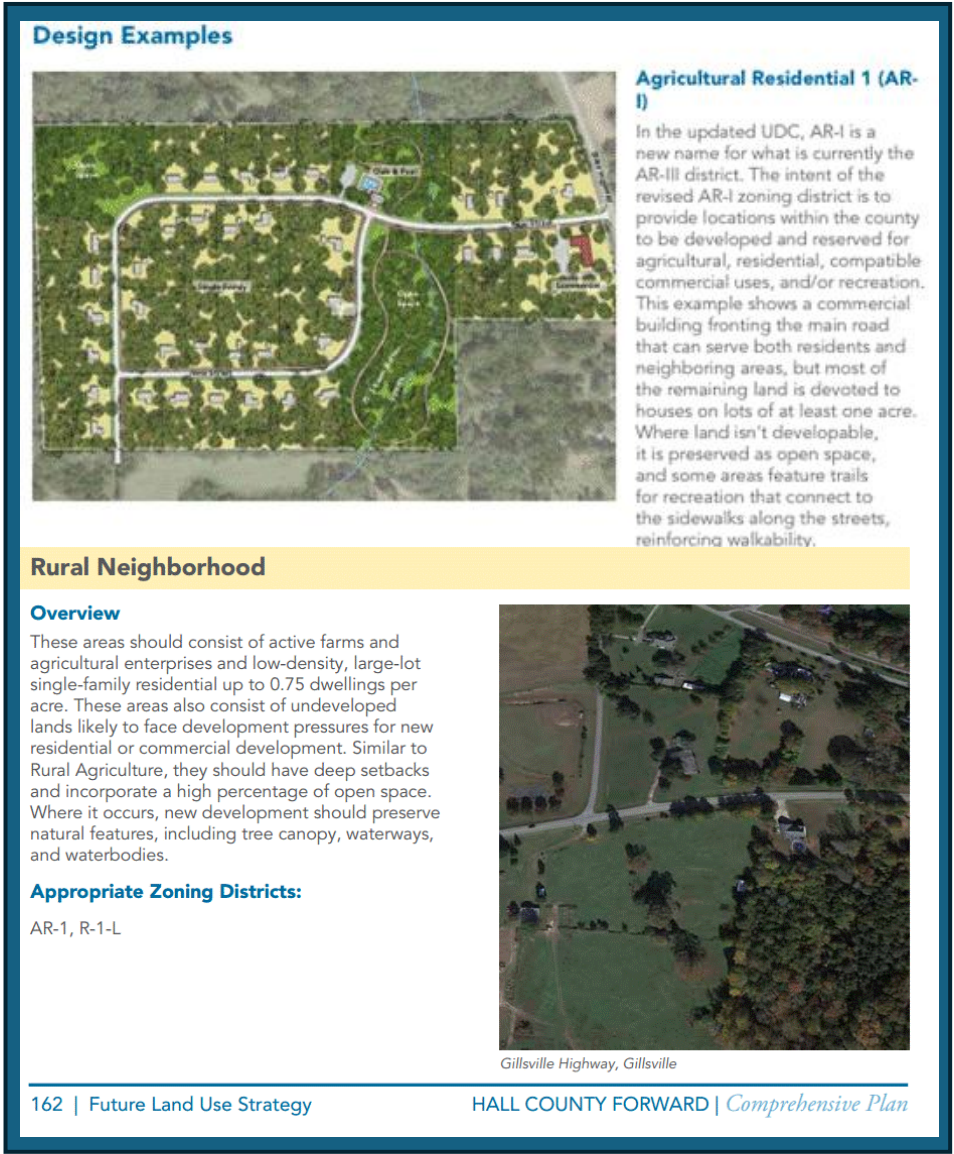 Design Examples
Agricultural Residential 1 (AR-
I)
In the updated UDC, AR-I is a
new name for what is currently the
AR-III district. The intent of the
revised AR-I zoning district is to
provide locations within the county
to be developed and reserved for
agricultural, residential, compatible
commercial uses, and/or recreation.
This example shows a commercial
building fronting the main road
that can serve both residents and
neighboring areas, but most of
the remaining land is devoted to
houses on lots of at least one acre.
Where land isn't developable,
it is preserved as open space,
and some areas feature trails
for recreation that connect to
the sidewalks along the streets,
reinforcing walkability.
Open
Space
Club & Pool
Single Family
Open
Space
Commercial
Rural Neighborhood
Overview
These areas should consist of active farms and
agricultural enterprises and low-density, large-lot
single-family residential up to 0.75 dwellings per
acre. These areas also consist of undeveloped
lands likely to face development pressures for new
residential or commercial development. Similar to
Rural Agriculture, they should have deep setbacks
and incorporate a high percentage of open space.
Where it occurs, new development should preserve
natural features, including tree canopy, waterways,
and waterbodies.
Appropriate Zoning Districts:
AR-1, R-1-L
Gillsville Highway, Gillsville
162 | Future Land Use Strategy
HALL COUNTY FORWARD | Comprehensive Plan